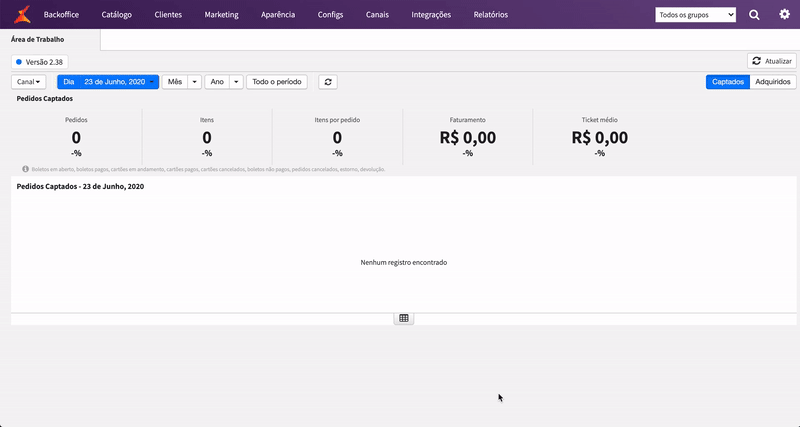 Backoffice Catálogo Clientes Marketing Aparência Configs Canais Integrações Relatórios Todos os grupos
Área de Trabalho
Versão 2.38 Atualizar
Canal Dia 23 de Junho, 2020 Mês Ano Todo o período Captados Adquiridos
Pedidos Captados
Pedidos Itens Itens por pedido Faturamento Ticket médio
0 0 0 R$ 0,00 R$ 0,00
-% -% -% -% -%
Boletos em aberto, boletos pagos, cartões em andamento, cartões pagos, cartões cancelados, boletos não pagos, pedidos cancelados, estorno, devolução.
Pedidos Captados - 23 de Junho, 2020
Nenhum registro encontrado